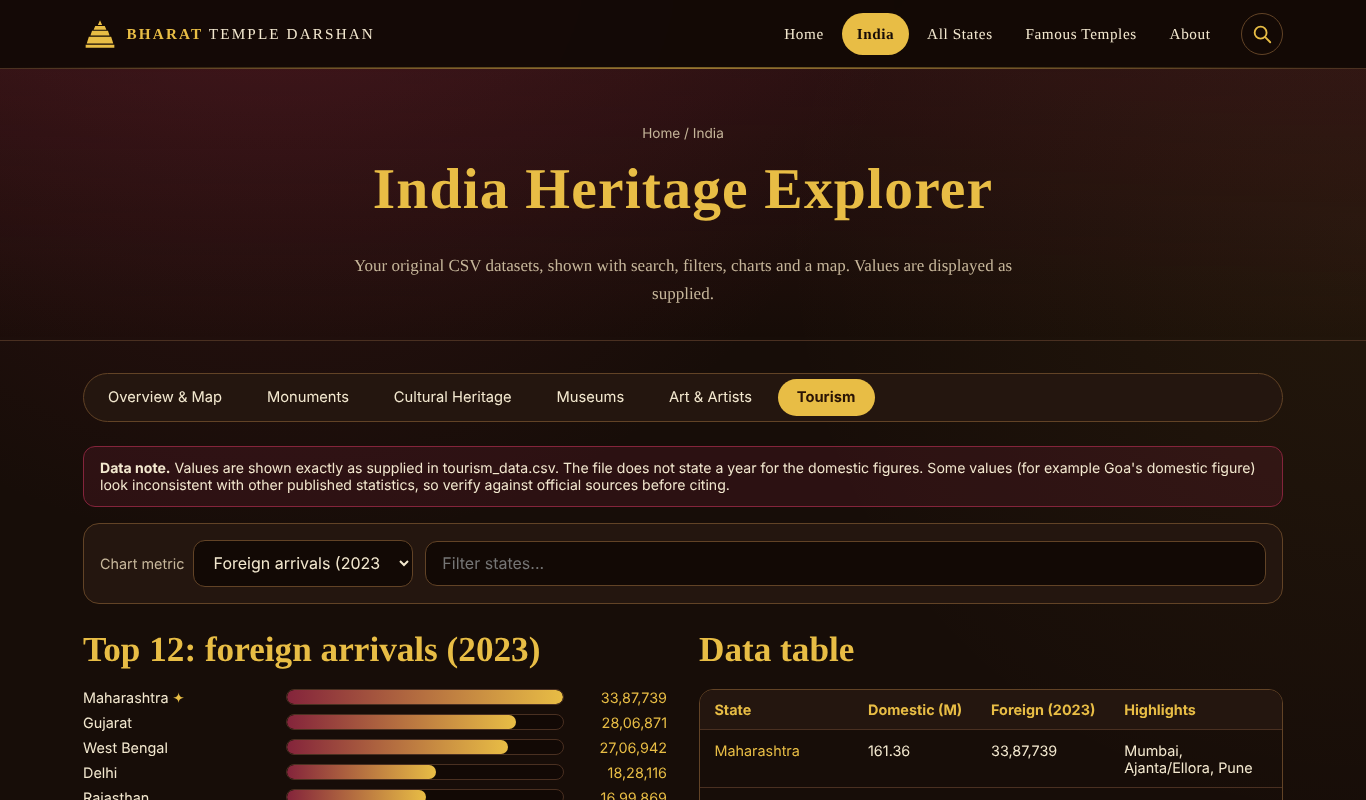 BHARAT TEMPLE DARSHAN
Home
India
All States
Famous Temples
About
Home / India
India Heritage Explorer
Your original CSV datasets, shown with search, filters, charts and a map. Values are displayed as
supplied.
Overview & Map
Monuments
Cultural Heritage
Museums
Art & Artists
Tourism
Data note. Values are shown exactly as supplied in tourism_data.csv. The file does not state a year for the domestic figures. Some values (for example Goa's domestic figure)
look inconsistent with other published statistics, so verify against official sources before citing.
Chart metric
Foreign arrivals (2023
Filter states...
Top 12: foreign arrivals (2023)
Maharashtra ✦ 33,87,739
Gujarat 28,06,871
West Bengal 27,06,942
Delhi 18,28,116
Rajasthan 16,99,869
Data table
State Domestic (M) Foreign (2023) Highlights
Maharashtra 161.36 33,87,739 Mumbai,
Ajanta/Ellora, Pune